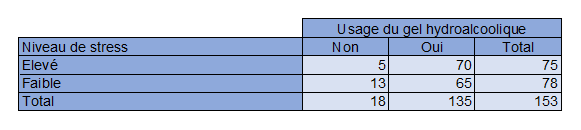 Usage du gel hydroalcoolique
Niveau de stress Non Oui Total
Elevé 5 70 75
Faible 13 65 78
Total 18 135 153